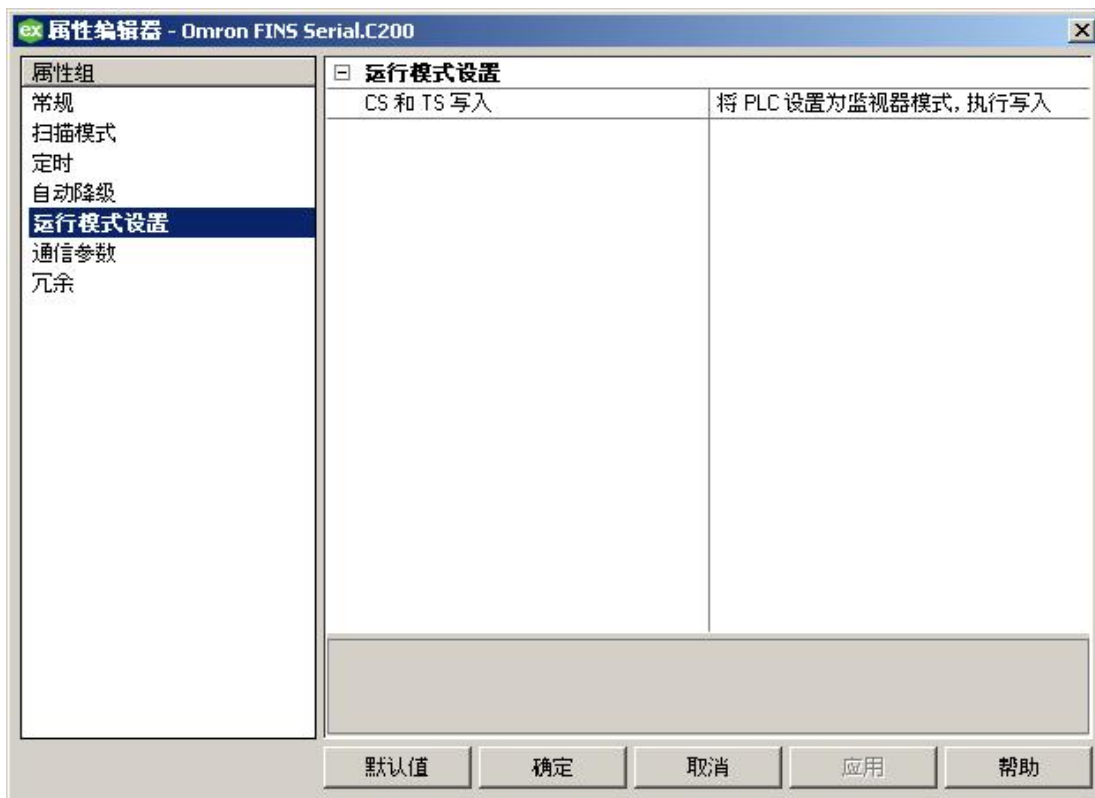 ex 属性编辑器 - Omron FINS Serial.C200
属性组
常规
扫描模式
定时
自动降级
运行模式设置
通信参数
冗余
运行模式设置
CS 和 TS 写入 将 PLC 设置为监视器模式, 执行写入
默认值 确定 取消 应用 帮助